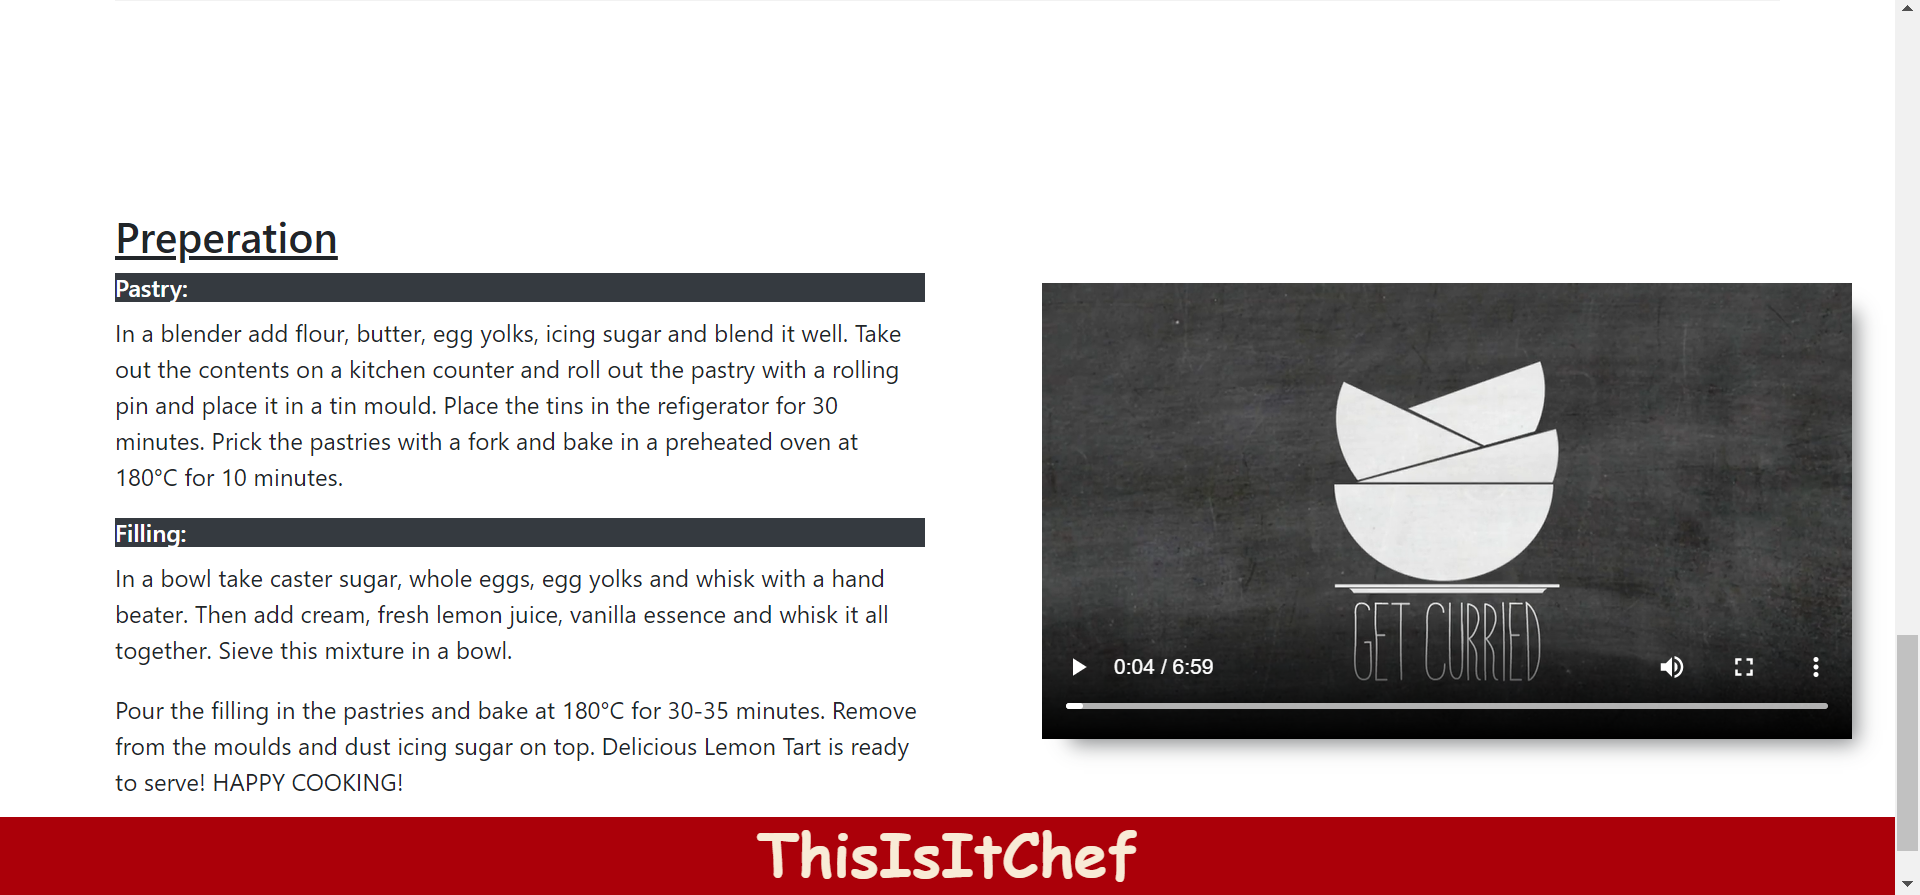 Preperation
Pastry:
In a blender add flour, butter, egg yolks, icing sugar and blend it well. Take
out the contents on a kitchen counter and roll out the pastry with a rolling
pin and place it in a tin mould. Place the tins in the refigerator for 30
minutes. Prick the pastries with a fork and bake in a preheated oven at
180°C for 10 minutes.
Filling:
In a bowl take caster sugar, whole eggs, egg yolks and whisk with a hand
beater. Then add cream, fresh lemon juice, vanilla essence and whisk it all
together. Sieve this mixture in a bowl.
Pour the filling in the pastries and bake at 180°C for 30-35 minutes. Remove
from the moulds and dust icing sugar on top. Delicious Lemon Tart is ready
to serve! HAPPY COOKING!
GET CURRIED
0:04 / 6:59
ThisIsItChef